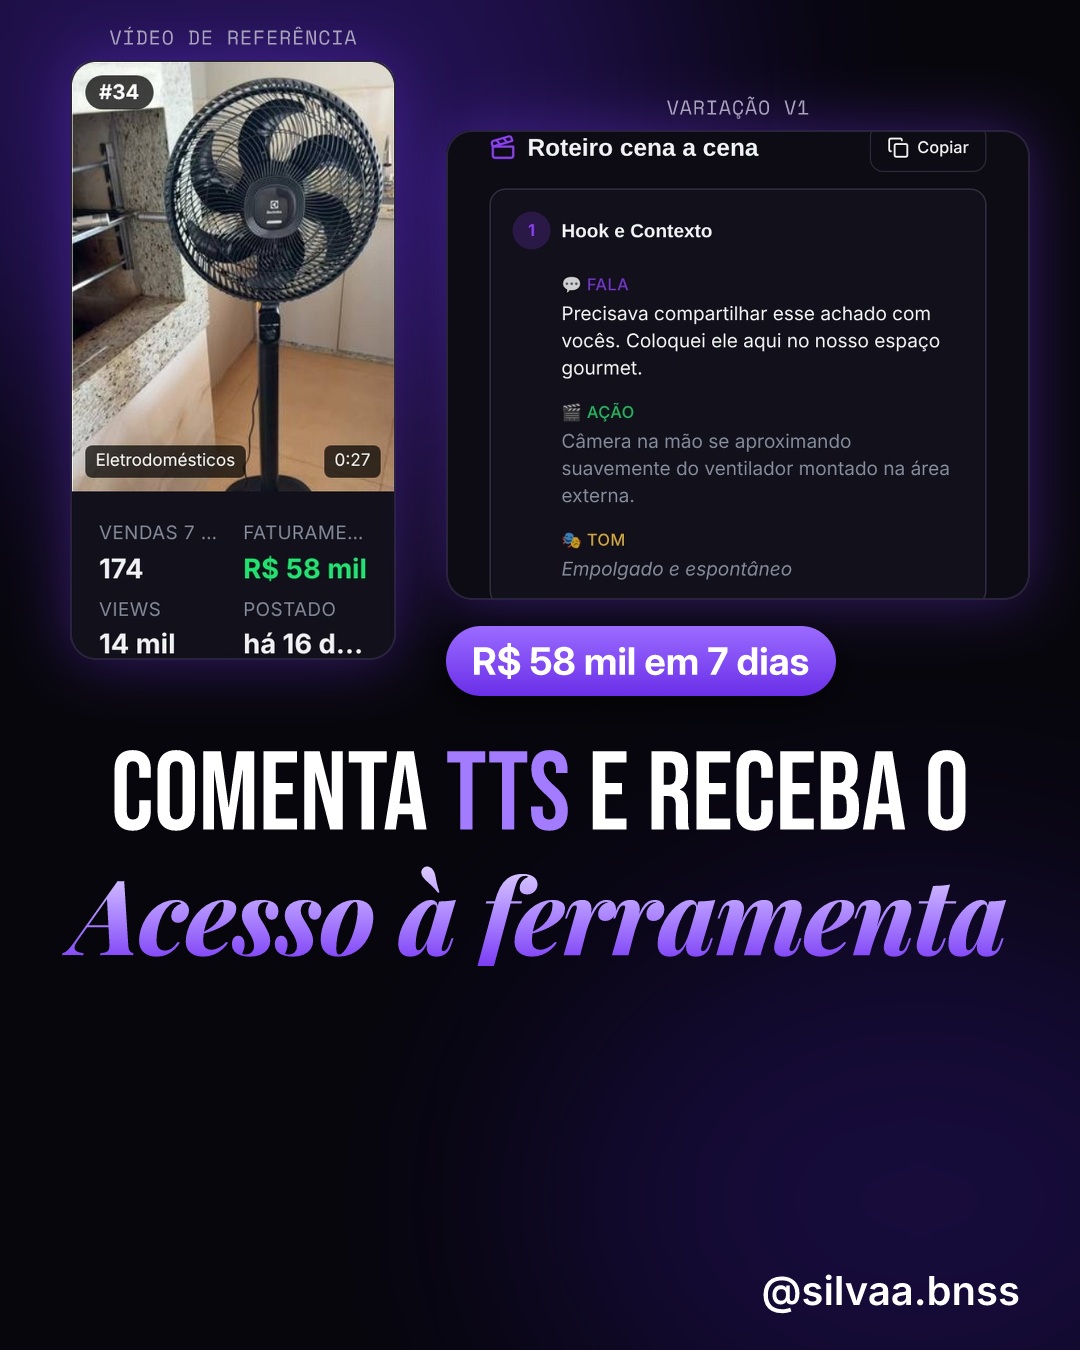 VÍDEO DE REFERÊNCIA
#34
Eletrodomésticos
0:27
VENDAS 7 ...
FATURAME...
174
R$ 58 mil
VIEWS
POSTADO
14 mil
há 16 d...
VARIAÇÃO V1
Roteiro cena a cena
Copiar
1
Hook e Contexto
FALA
Precisava compartilhar esse achado com
vocês. Coloquei ele aqui no nosso espaço
gourmet.
AÇÃO
Câmera na mão se aproximando
suavemente do ventilador montado na área
externa.
TOM
Empolgado e espontâneo
R$ 58 mil em 7 dias
COMENTA TTS E RECEBA O
Acesso à ferramenta
@silvaa.bnss